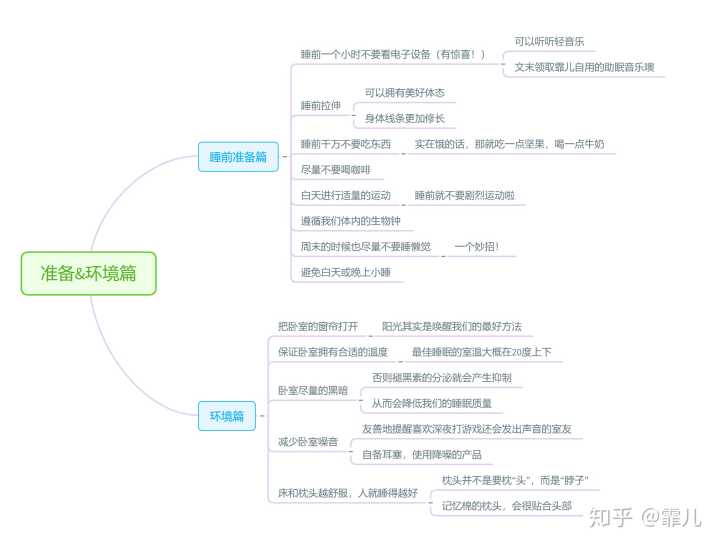 准备&环境篇
睡前准备篇
睡前一个小时不要看电子设备（有惊喜！）
可以听听轻音乐
文末领取霏儿自用的助眠音乐噢
睡前拉伸
可以拥有美好体态
身体线条更加修长
睡前千万不要吃东西
实在饿的话，那就吃一点坚果，喝一点牛奶
尽量不要喝咖啡
白天进行适量的运动
睡前就不要剧烈运动啦
遵循我们体内的生物钟
周末的时候也尽量不要睡懒觉
一个妙招！
避免白天或晚上小睡
环境篇
把卧室的窗帘打开
阳光其实是唤醒我们的最好方法
保证卧室拥有合适的温度
最佳睡眠的室温大概在20度上下
卧室尽量的黑暗
否则褪黑素的分泌就会产生抑制
从而会降低我们的睡眠质量
减少卧室噪音
友善地提醒喜欢深夜打游戏还会发出声音的室友
自备耳塞，使用降噪的产品
床和枕头越舒服，人就睡得越好
枕头并不是要枕“头”，而是“脖子”
记忆棉的枕头，会很贴合头部
知乎 @霏儿